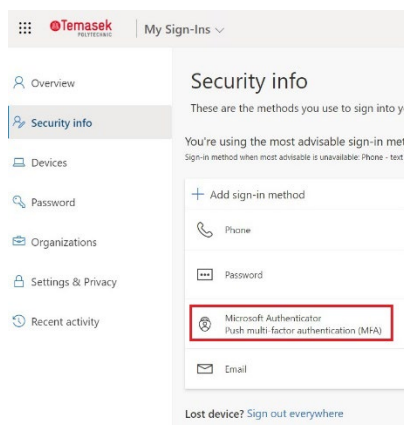 Temasek
POLYTECHNIC
My Sign-Ins
Overview
Security info
Devices
Password
Organizations
Settings & Privacy
Recent activity
Security info
These are the methods you use to sign into
You're using the most advisable sign-in
Sign-in method when most advisable is unavailable: Phone - text
Add sign-in method
Phone
Password
Microsoft Authenticator
Push multi-factor authentication (MFA)
Email
Lost device? Sign out everywhere